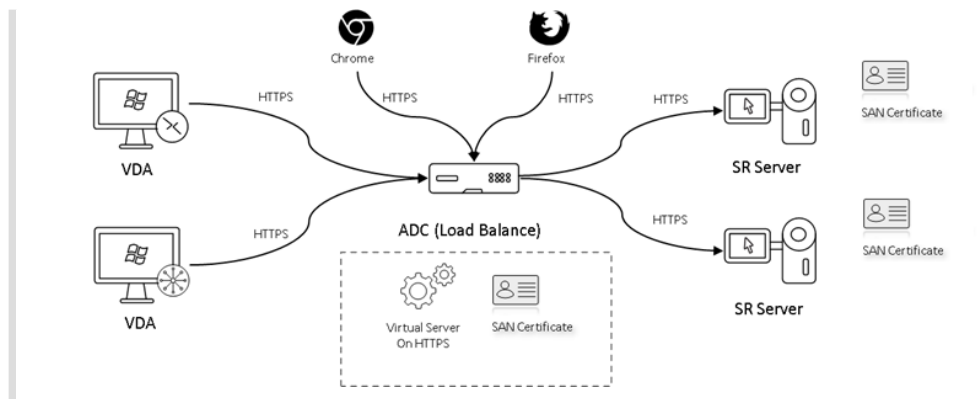 Chrome
Firefox
HTTPS
HTTPS
HTTPS
HTTPS
SAN Certificate
VDA
SR Server
HTTPS
HTTPS
ADC (Load Balance)
SAN Certificate
VDA
SR Server
Virtual Server
On HTTPS
SAN Certificate
8888